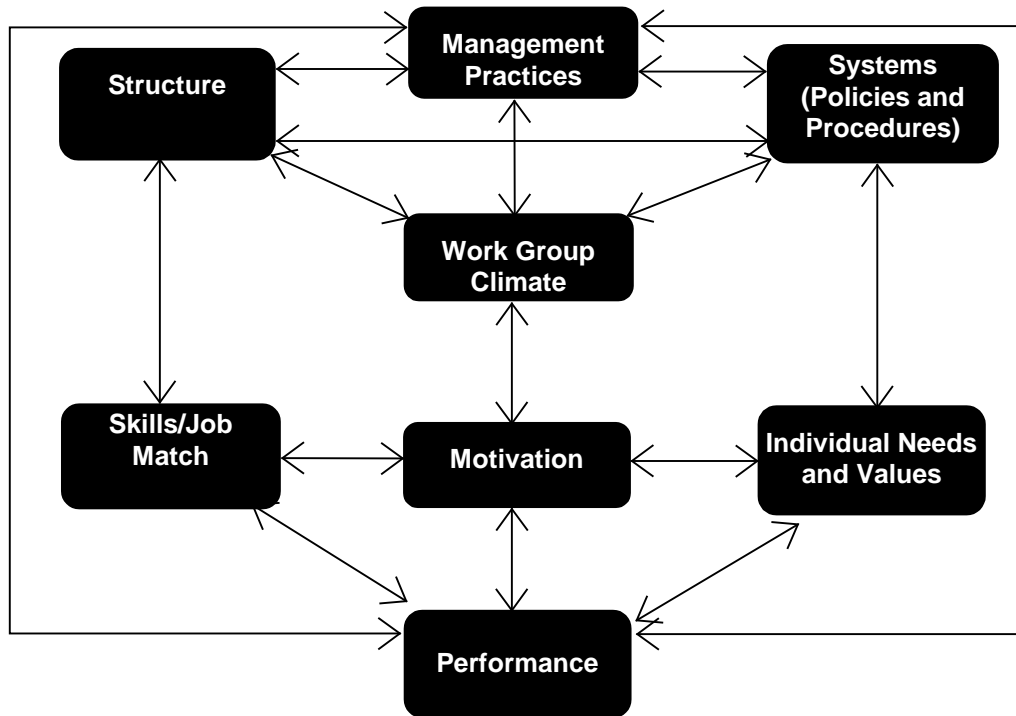 Management
Practices
Structure
Systems
(Policies and
Procedures)
Work Group
Climate
Skills/Job
Match
Motivation
Individual Needs
and Values
Performance